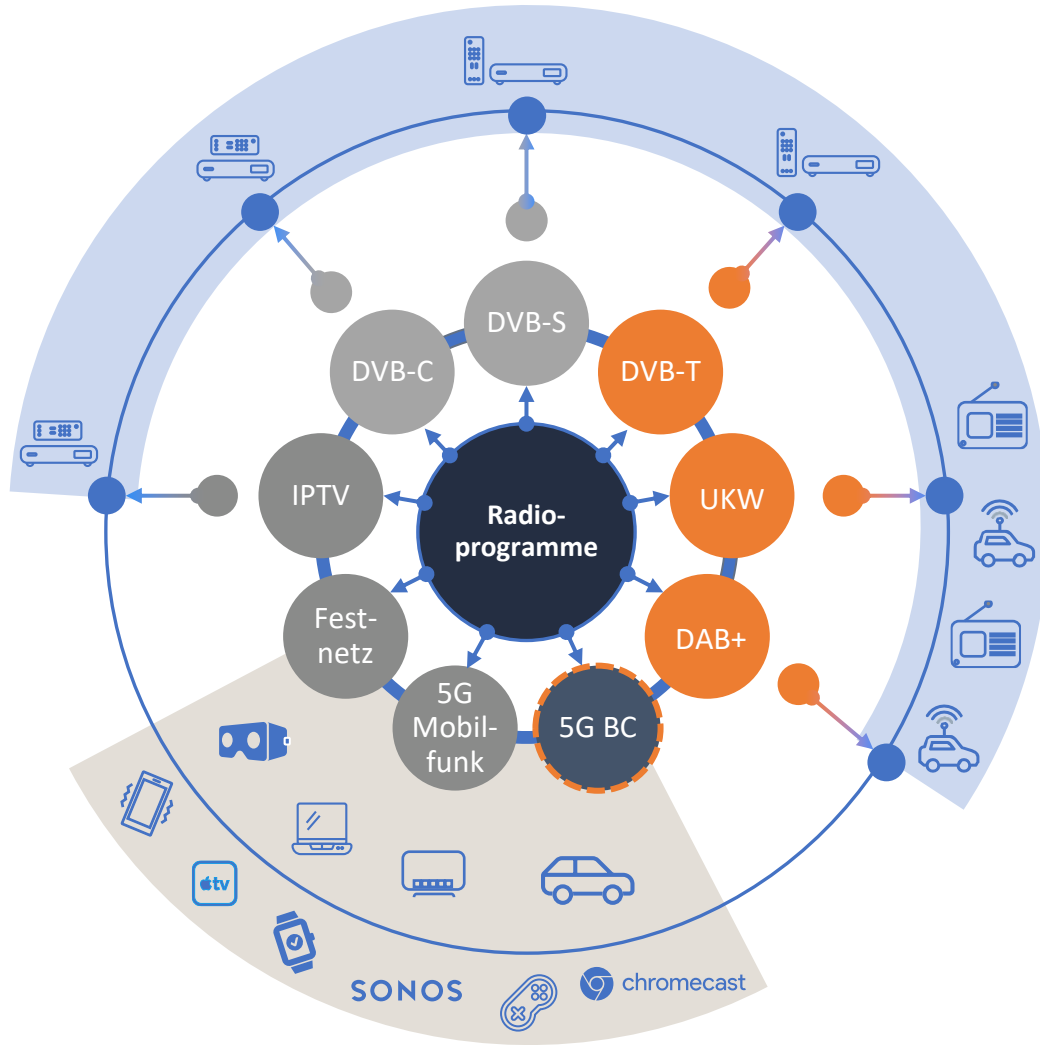 DVB-S
DVB-C
DVB-T
IPTV
Radio-
programme
UKW
Fest-
netz
DAB+
5G
Mobil-
funk
5G BC
tv
SONOS
chromecast